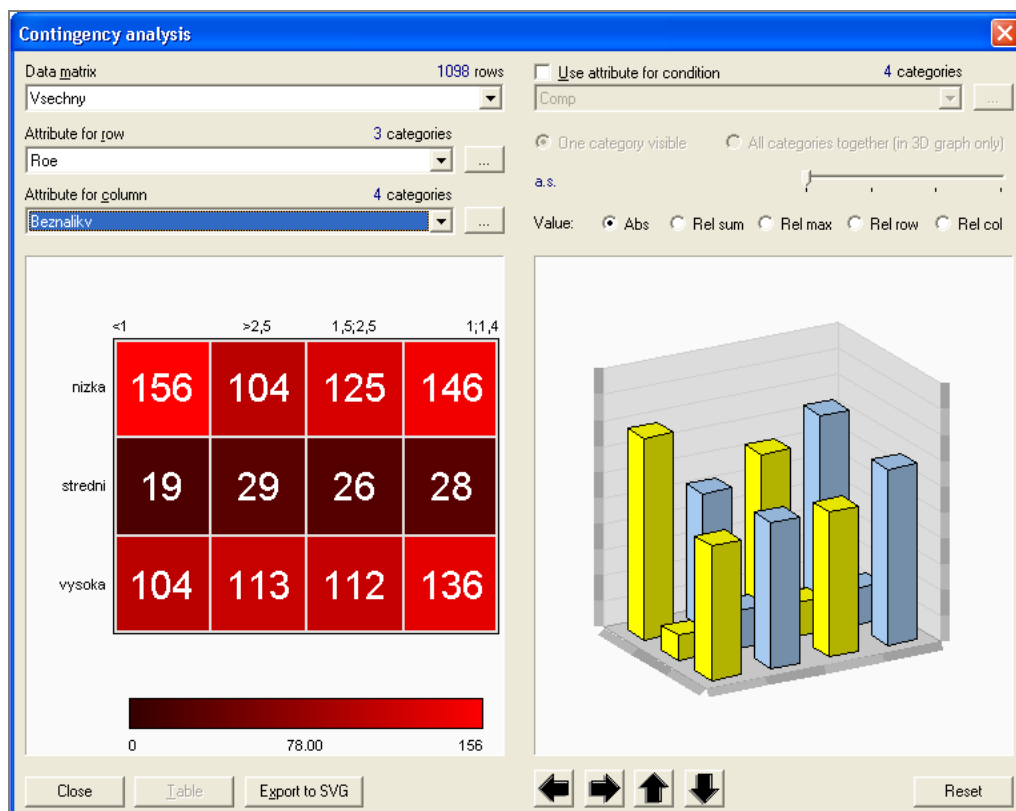 Contingency analysis
Data matrix 1098 rows
Vsechny
Attribute for row 3 categories
Roe
...
Attribute for column 4 categories
Beznalikv
...
Use attribute for condition 4 categories
Comp
...
One category visible All categories together (in 3D graph only)
a.s.
Value: Abs Rel sum Rel max Rel row Rel col
<1 >2,5 1,5;2,5 1;1,4
nizka 156 104 125 146
stredni 19 29 26 28
vysoka 104 113 112 136
0 78.00 156
Close Table Export to SVG
Reset